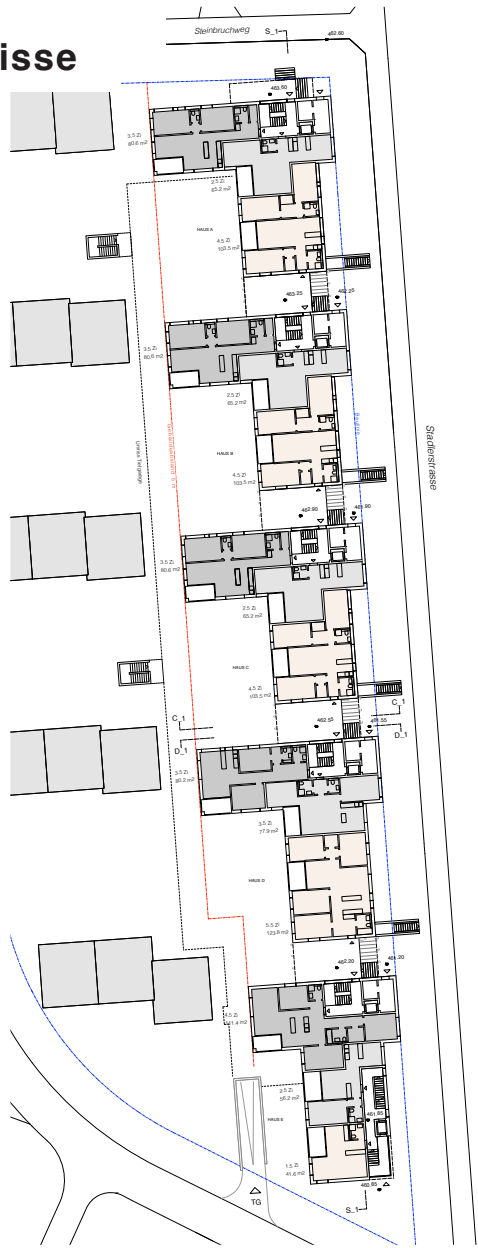 isse
Steinbruchweg
S_1
462.60
463.60
3.5 Zi
80.6 m2
2.5 Zi
65.2 m2
HAUS A
4.5 Zi
103.5 m2
463.25
462.25
3.5 Zi
80.6 m2
2.5 Zi
65.2 m2
Baulinie
Stadlerstrasse
HAUS B
4.5 Zi
103.5 m2
462.90
461.90
3.5 Zi
80.6 m2
2.5 Zi
65.2 m2
HAUS C
4.5 Zi
103.5 m2
C_1
C_1
462.55
461.55
D_1
D_1
3.5 Zi
80.2 m2
3.5 Zi
77.9 m2
HAUS D
5.5 Zi
123.8 m2
462.20
461.20
4.5 Zi
2.5 Zi
56.2 m2
HAUS E
461.85
1.5 Zi
41.6 m2
460.85
TG
S_1